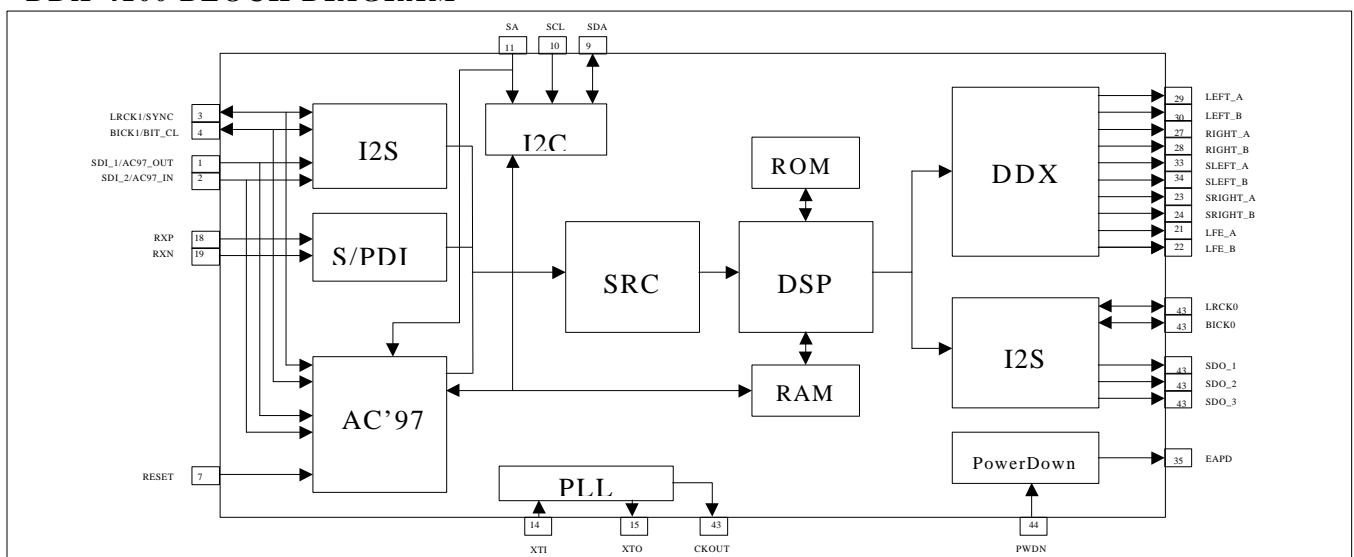 BLOCK DIAGRAM
SA SCL SDA
11 10 9
LRCK1/SYNC 3
BICK1/BIT_CL 4
SDI_1/AC97_OUT 1
SDI_2/AC97_IN 2
RXP 18
RXN 19
RESET 7
I2S
S/PDI
AC'97
I2C
SRC
ROM
DSP
RAM
PLL
DDX
I2S
PowerDown
29 LEFT_A
30 LEFT_B
27 RIGHT_A
28 RIGHT_B
33 SLEFT_A
34 SLEFT_B
23 SRIGHT_A
24 SRIGHT_B
21 LFE_A
22 LFE_B
43 LRCK0
43 BICK0
43 SDO_1
43 SDO_2
43 SDO_3
35 EAPD
14 15 43 44
XTI XTO CKOUT PWDN